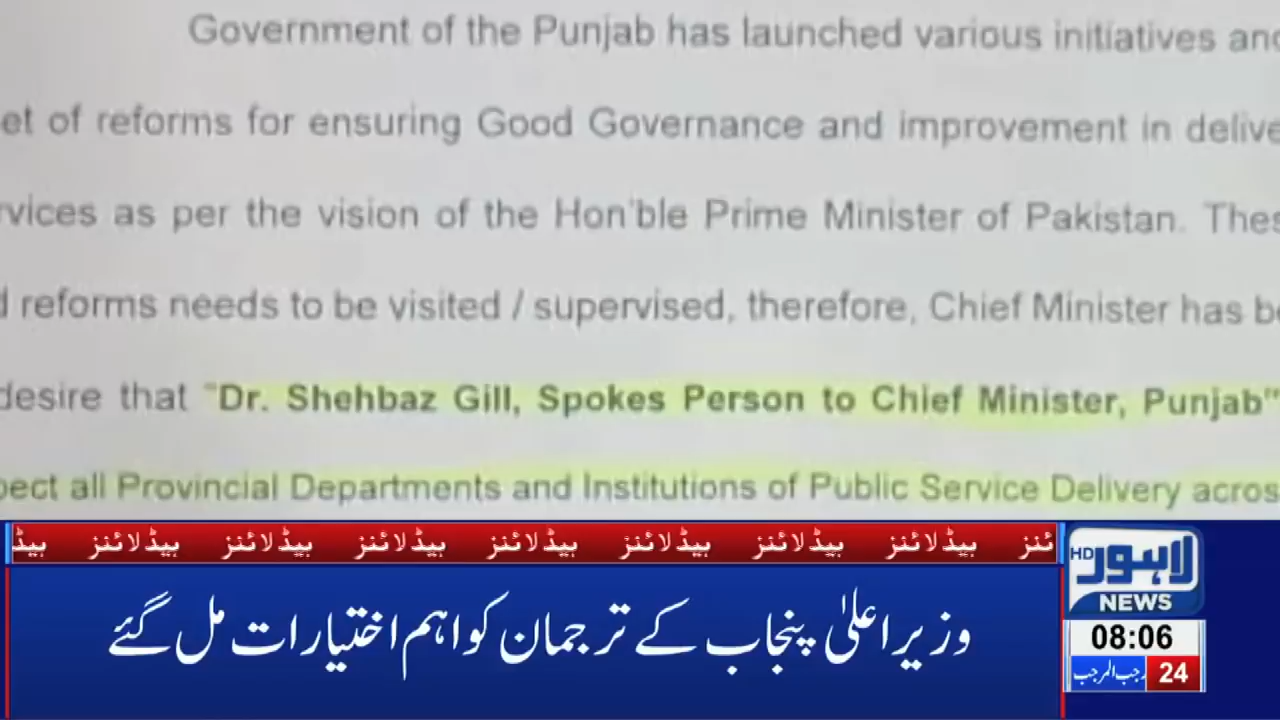 Government of the Punjab has launched various initiatives and
et of reforms for ensuring Good Governance and improvement in delive
rvices as per the vision of the Hon'ble Prime Minister of Pakistan. Thes
d reforms needs to be visited / supervised, therefore, Chief Minister has be
desire that "Dr. Shehbaz Gill, Spokes Person to Chief Minister, Punjab"
pect all Provincial Departments and Institutions of Public Service Delivery acros
ئنز ہیڈلائنز ہیڈلائنز ہیڈلائنز ہیڈلائنز ہیڈلائنز ہیڈلائنز ہیڈلائنز ہیڈ
وزیراعلیٰ پنجاب کے ترجمان کو اہم اختیارات مل گئے
لاہور HD
NEWS
08:06
24 رجب المرجب